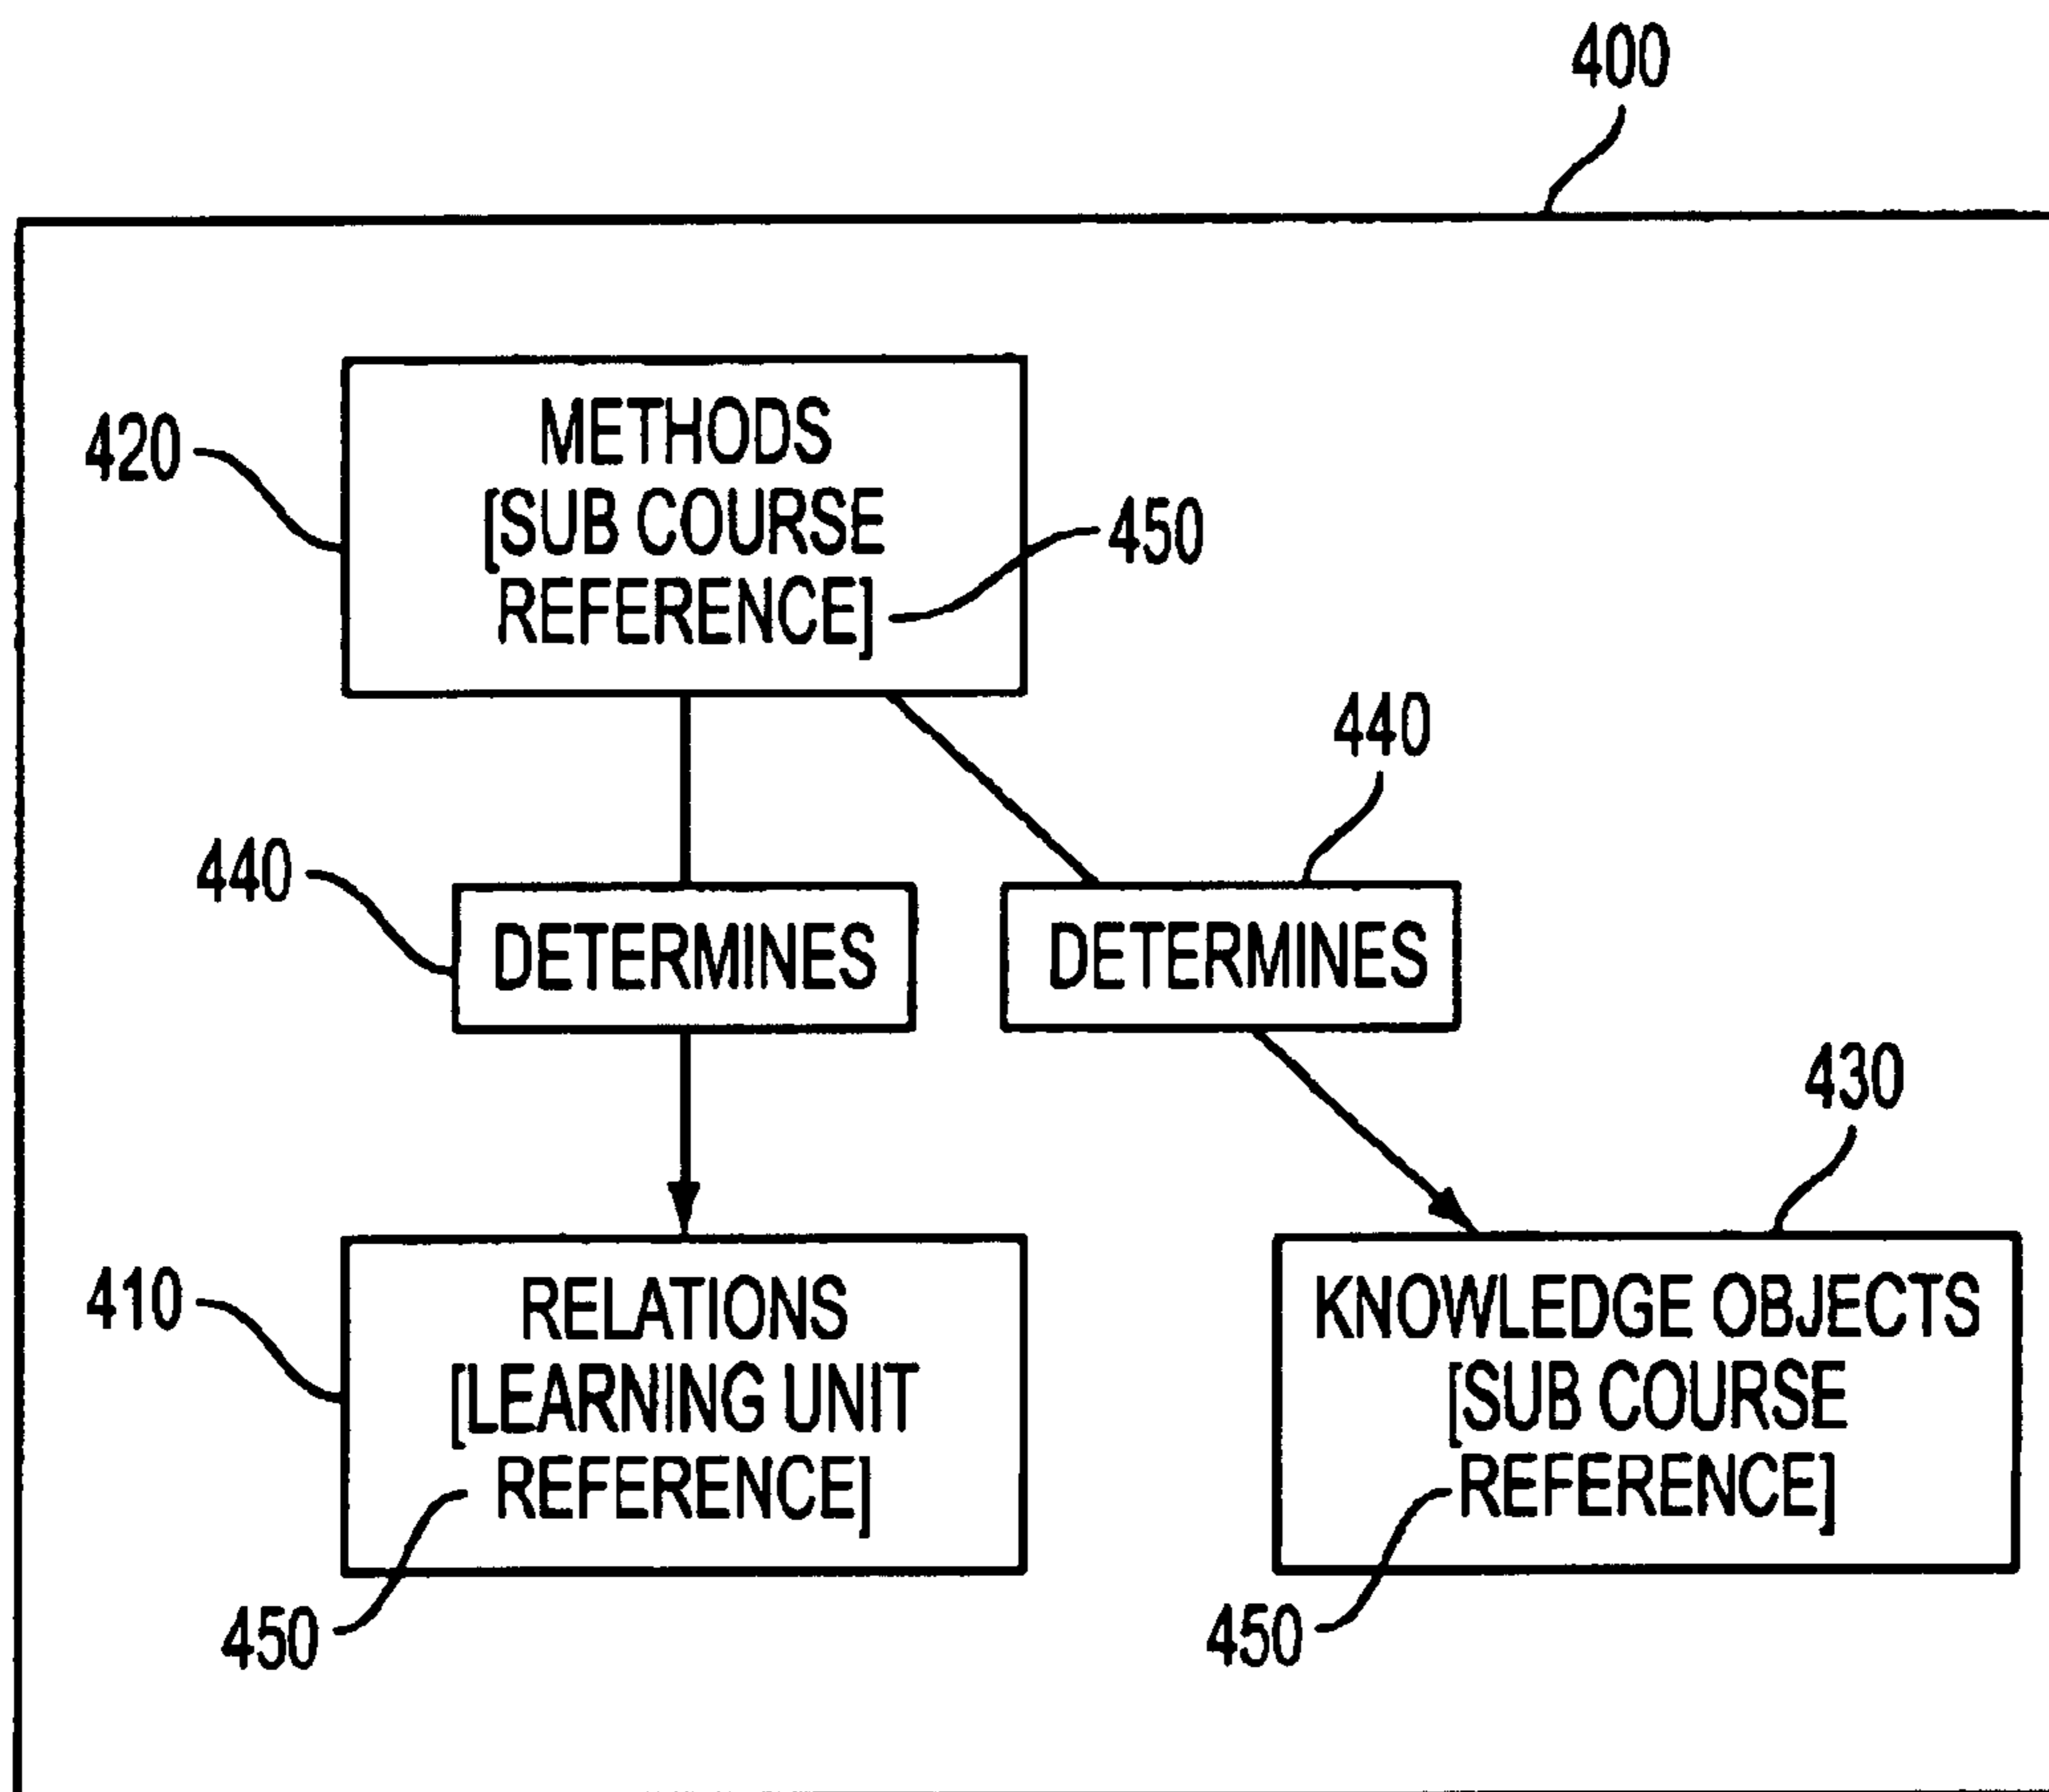 400
METHODS
[SUB COURSE
REFERENCE]
420
450
440
440
DETERMINES
DETERMINES
430
RELATIONS
[LEARNING UNIT
REFERENCE]
410
450
KNOWLEDGE OBJECTS
[SUB COURSE
REFERENCE]
450